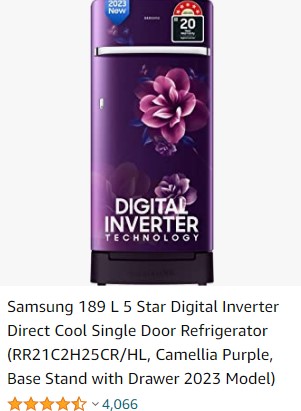 2023
New
SAMSUNG
20
DIGITAL
INVERTER
TECHNOLOGY
Samsung 189 L 5 Star Digital Inverter
Direct Cool Single Door Refrigerator
(RR21C2H25CR/HL, Camellia Purple,
Base Stand with Drawer 2023 Model)
4,066